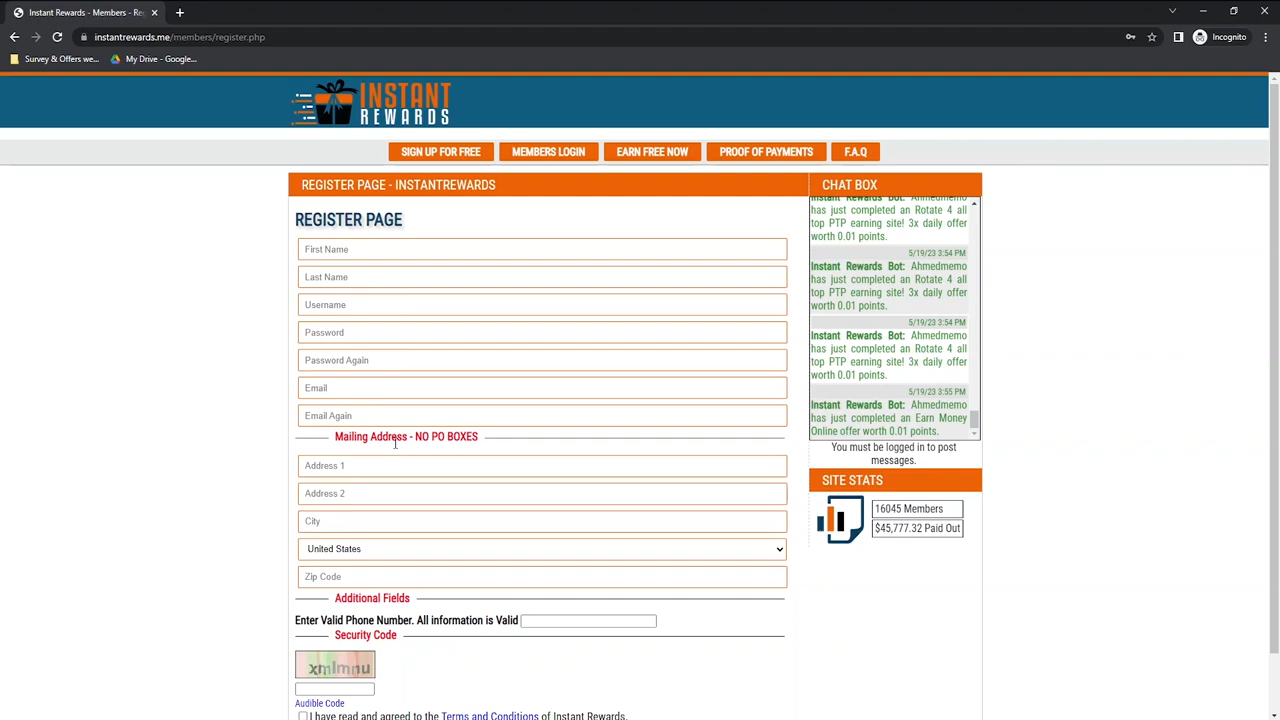 Instant Rewards - Members - Reg
instantrewards.me/members/register.php
Incognito
Survey & Offers we...
My Drive - Google...
INSTANT
REWARDS
SIGN UP FOR FREE
MEMBERS LOGIN
EARN FREE NOW
PROOF OF PAYMENTS
F.A.Q
REGISTER PAGE - INSTANTREWARDS
REGISTER PAGE
First Name
Last Name
Username
Password
Password Again
Email
Email Again
Mailing Address - NO PO BOXES
Address 1
Address 2
City
United States
Zip Code
Additional Fields
Enter Valid Phone Number. All information is Valid
Security Code
xmlmnu
Audible Code
I have read and agreed to the Terms and Conditions of Instant Rewards.
CHAT BOX
Instant Rewards Bot: Ahmedmemo
has just completed an Rotate 4 all
top PTP earning site! 3x daily offer
worth 0.01 points.
5/19/23 3:54 PM
Instant Rewards Bot: Ahmedmemo
has just completed an Rotate 4 all
top PTP earning site! 3x daily offer
worth 0.01 points.
5/19/23 3:54 PM
Instant Rewards Bot: Ahmedmemo
has just completed an Rotate 4 all
top PTP earning site! 3x daily offer
worth 0.01 points.
5/19/23 3:55 PM
Instant Rewards Bot: Ahmedmemo
has just completed an Earn Money
Online offer worth 0.01 points.
You must be logged in to post
messages.
SITE STATS
16045 Members
$45,777.32 Paid Out